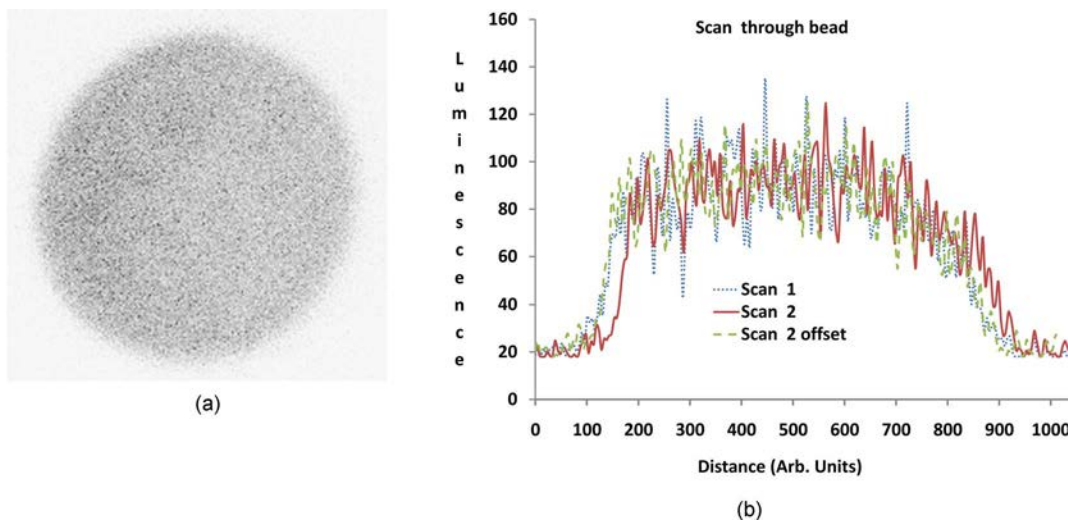 (a)
Scan through bead
Luminescence
160
140
120
100
80
60
40
20
0
Scan 1
Scan 2
Scan 2 offset
0 100 200 300 400 500 600 700 800 900 1000
Distance (Arb. Units)
(b)